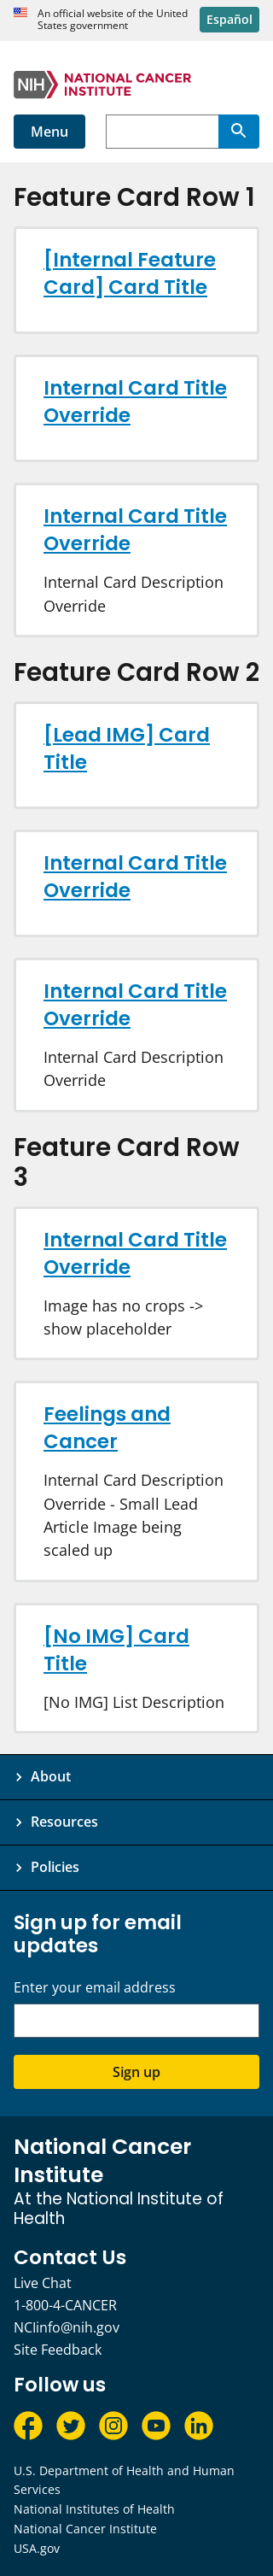 An official website of the United
States government
Español
NIH NATIONAL CANCER
INSTITUTE
Menu
Feature Card Row 1
[Internal Feature
Card] Card Title
Internal Card Title
Override
Internal Card Title
Override
Internal Card Description
Override
Feature Card Row 2
[Lead IMG] Card
Title
Internal Card Title
Override
Internal Card Title
Override
Internal Card Description
Override
Feature Card Row
3
Internal Card Title
Override
Image has no crops ->
show placeholder
Feelings and
Cancer
Internal Card Description
Override - Small Lead
Article Image being
scaled up
[No IMG] Card
Title
[No IMG] List Description
About
Resources
Policies
Sign up for email
updates
Enter your email address
Sign up
National Cancer
Institute
At the National Institute of
Health
Contact Us
Live Chat
1-800-4-CANCER
NCIinfo@nih.gov
Site Feedback
Follow us
U.S. Department of Health and Human
Services
National Institutes of Health
National Cancer Institute
USA.gov